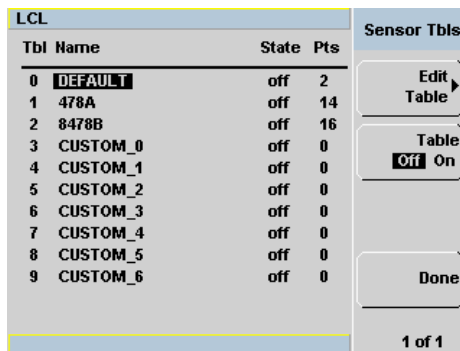 LCL
Tbl Name State Pts
0 DEFAULT off 2
1 478A off 14
2 8478B off 16
3 CUSTOM_0 off 0
4 CUSTOM_1 off 0
5 CUSTOM_2 off 0
6 CUSTOM_3 off 0
7 CUSTOM_4 off 0
8 CUSTOM_5 off 0
9 CUSTOM_6 off 0
Sensor Tbls
Edit
Table
Table
Off On
Done
1 of 1